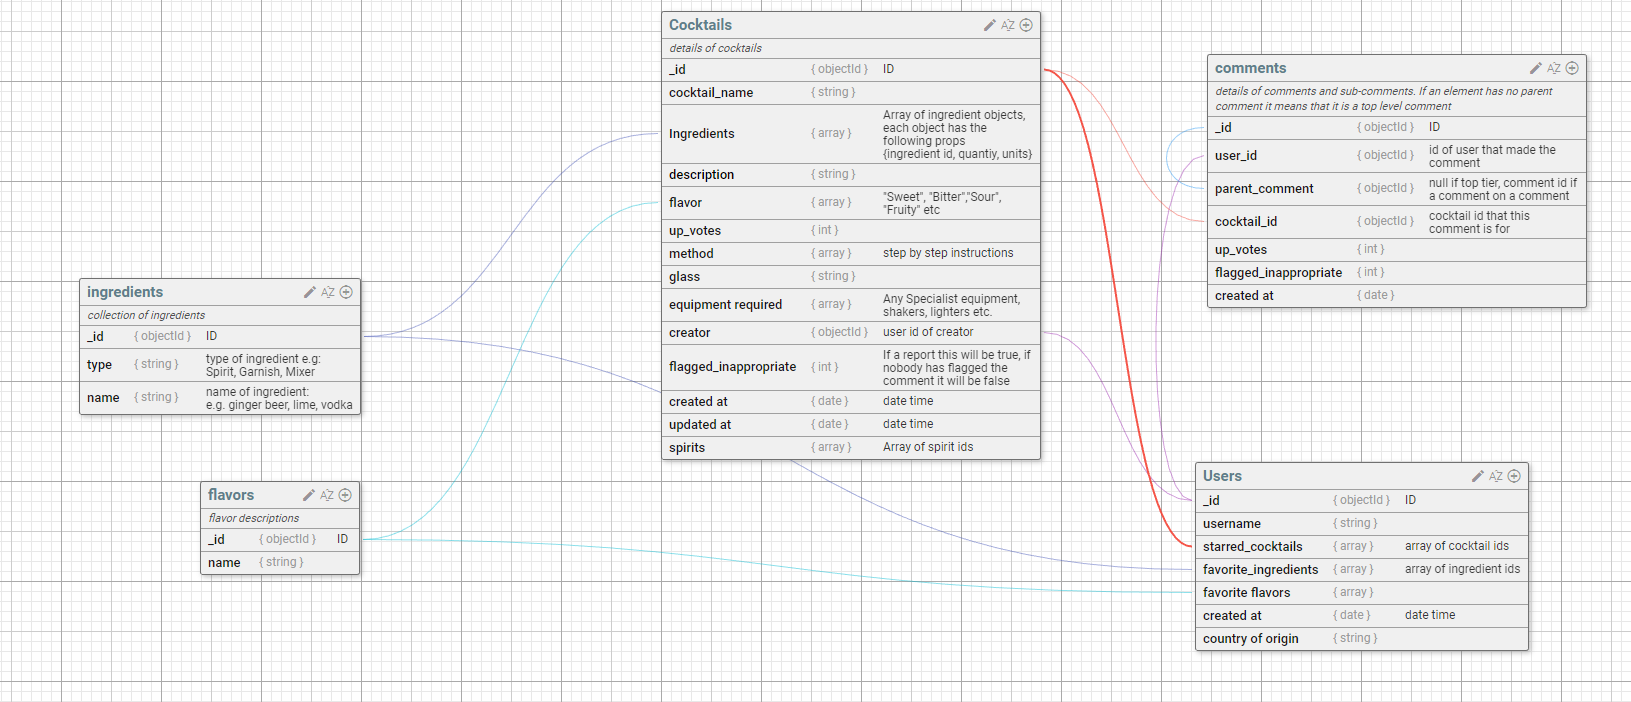 Cocktails
details of cocktails
_id { objectId } ID
cocktail_name { string }
Ingredients { array } Array of ingredient objects,
each object has the
following props
{ingredient id, quantiy, units}
description { string }
flavor { array } "Sweet", "Bitter","Sour",
"Fruity" etc
up_votes { int }
method { array } step by step instructions
glass { string }
equipment required { array } Any Specialist equipment,
shakers, lighters etc.
creator { objectId } user id of creator
flagged_inappropriate { int } If a report this will be true, if
nobody has flagged the
comment it will be false
created at { date } date time
updated at { date } date time
spirits { array } Array of spirit ids
comments
details of comments and sub-comments. If an element has no parent
comment it means that it is a top level comment
_id { objectId } ID
user_id { objectId } id of user that made the
comment
parent_comment { objectId } null if top tier, comment id if
a comment on a comment
cocktail_id { objectId } cocktail id that this
comment is for
up_votes { int }
flagged_inappropriate { int }
created at { date }
ingredients
collection of ingredients
_id { objectId } ID
type { string } type of ingredient e.g:
Spirit, Garnish, Mixer
name { string } name of ingredient:
e.g. ginger beer, lime, vodka
flavors
flavor descriptions
_id { objectId } ID
name { string }
Users
_id { objectId } ID
username { string }
starred_cocktails { array } array of cocktail ids
favorite_ingredients { array } array of ingredient ids
favorite flavors { array }
created at { date } date time
country of origin { string }